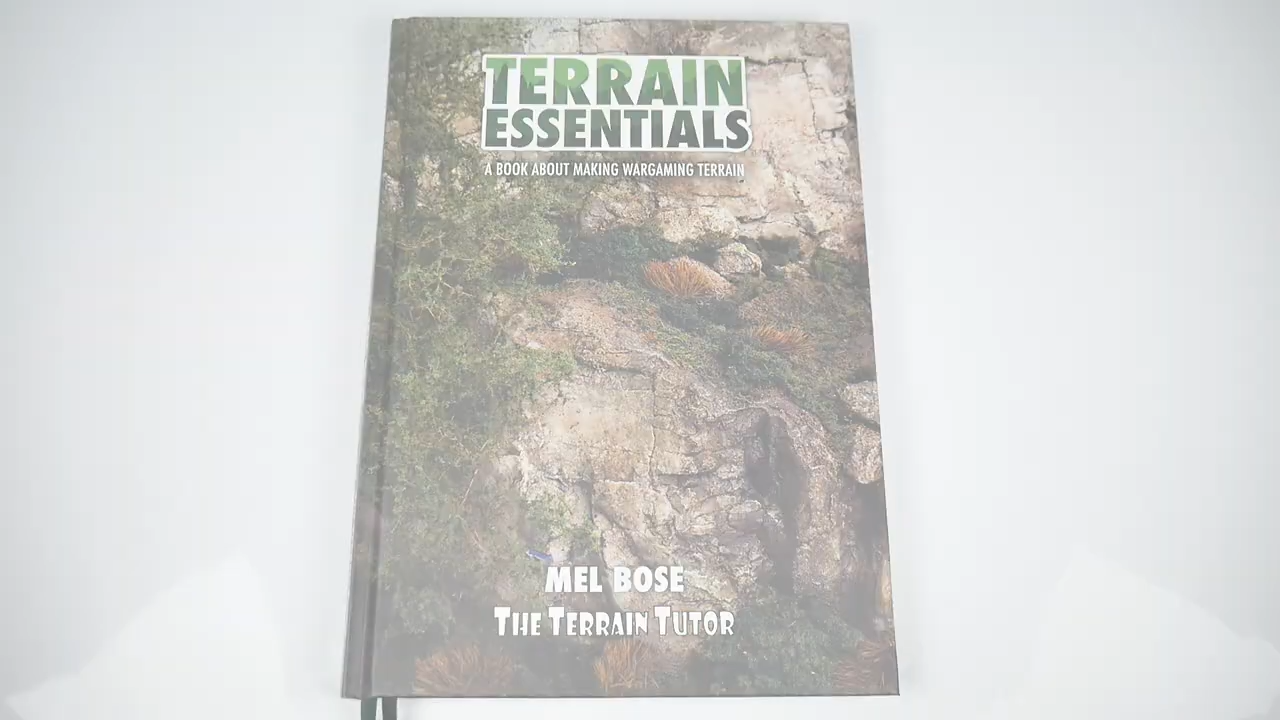 TERRAIN
ESSENTIALS
A BOOK ABOUT MAKING WARGAMING TERRAIN
MEL BOSE
THE TERRAIN TUTOR